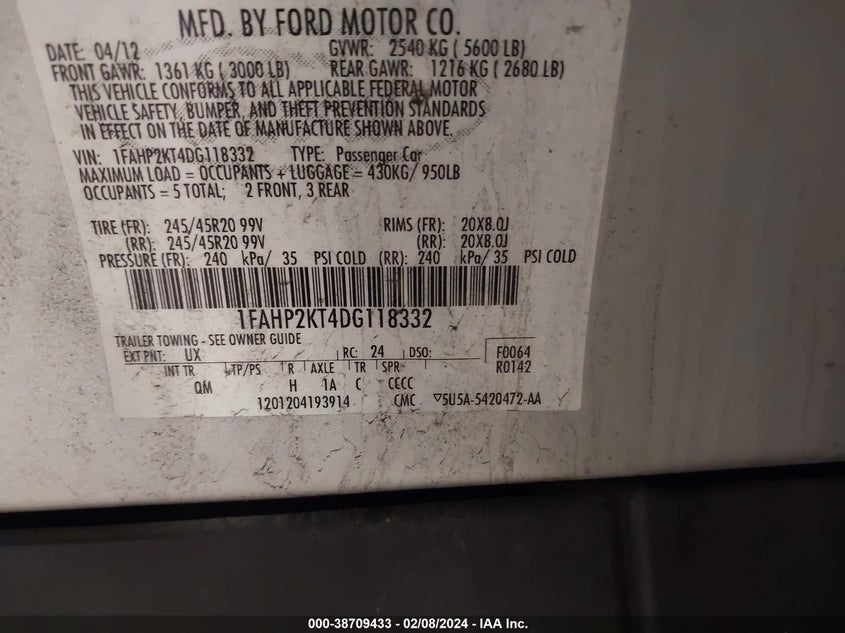 MFD. BY FORD MOTOR CO.
DATE: 04/12 GVWR: 2540 KG ( 5600 LB)
FRONT GAWR: 1361 KG ( 3000 LB) REAR GAWR: 1216 KG ( 2680 LB)
THIS VEHICLE CONFORMS TO ALL APPLICABLE FEDERAL MOTOR
VEHICLE SAFETY, BUMPER, AND THEFT PREVENTION STANDARDS
IN EFFECT ON THE DATE OF MANUFACTURE SHOWN ABOVE.
VIN: 1FAHP2KT4DG118332 TYPE: Passenger Car
MAXIMUM LOAD = OCCUPANTS + LUGGAGE = 430KG/ 950LB
OCCUPANTS = 5 TOTAL; 2 FRONT, 3 REAR
TIRE (FR): 245/45R20 99V RIMS (FR): 20X8.0J
(RR): 245/45R20 99V (RR): 20X8.0J
PRESSURE (FR): 240 kPa/ 35 PSI COLD (RR): 240 kPa/ 35 PSI COLD
1FAHP2KT4DG118332
TRAILER TOWING - SEE OWNER GUIDE
EXT PNT: UX RC: 24 DSO: F0064
INT TR TP/PS R AXLE TR SPR R0142
QM H 1A C CECC
1201204193914 CMC ▽5U5A-5420472-AA
000-38709433 - 02/08/2024 - IAA Inc.